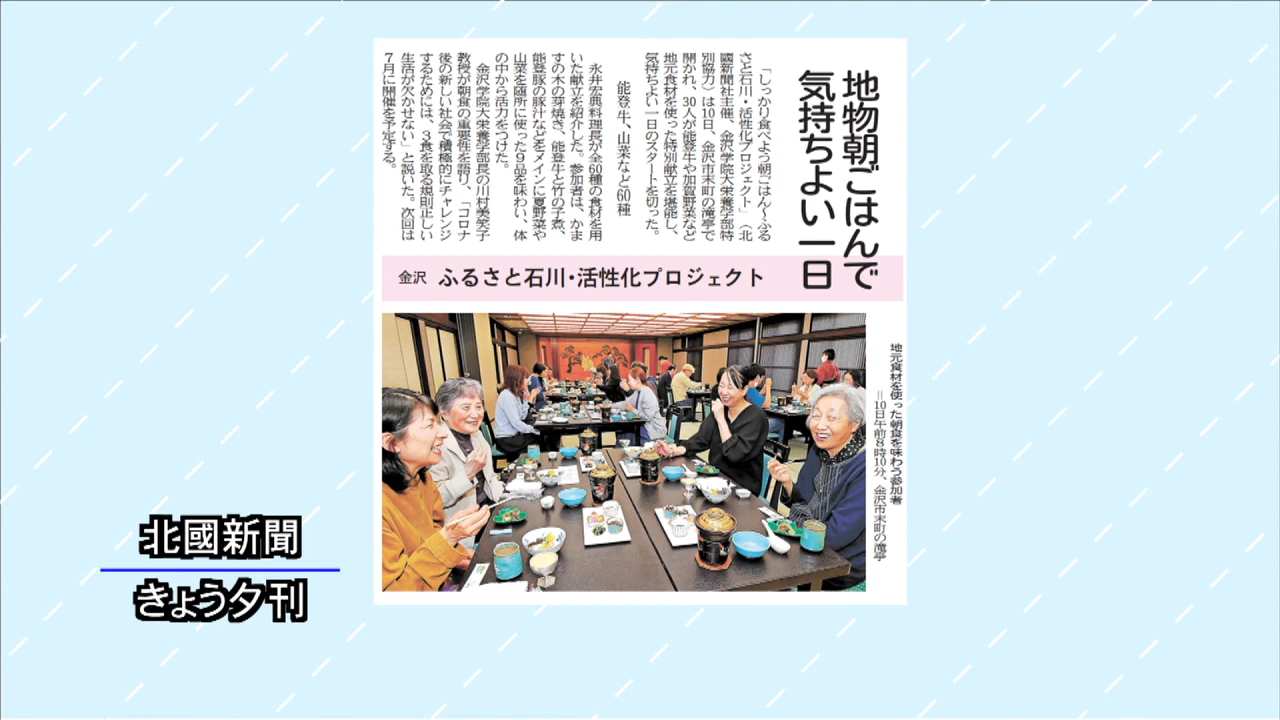 地物朝ごはんで
気持ちよい一日
「しっかり食べよう朝ごはん〜ふる
さと石川・活性化プロジェクト」（北
國新聞社主催、金沢学院大栄養学部特
別協力）は10日、金沢市末町の滝亭で
開かれ、30人が能登牛や加賀野菜など
地元食材を使った特別献立を堪能し、
気持ちよい一日のスタートを切った。
能登牛、山菜など60種
永井宏典料理長が全60種の食材を用
いた献立を紹介した。参加者は、かま
すの木の芽焼き、能登牛と竹の子煮、
能登豚の豚汁などをメインに夏野菜や
山菜を随所に使った９品を味わい、体
の中から活力をつけた。
金沢学院大栄養学部長の川村美笑子
教授が朝食の重要性を語り、「コロナ
後の新しい社会で積極的にチャレンジ
するためには、３食を取る規則正しい
生活が欠かせない」と説いた。次回は
７月に開催を予定する。
金沢 ふるさと石川・活性化プロジェクト
地元食材を使った朝食を味わう参加者
＝10日午前8時10分、金沢市末町の滝亭
北國新聞
きょう夕刊